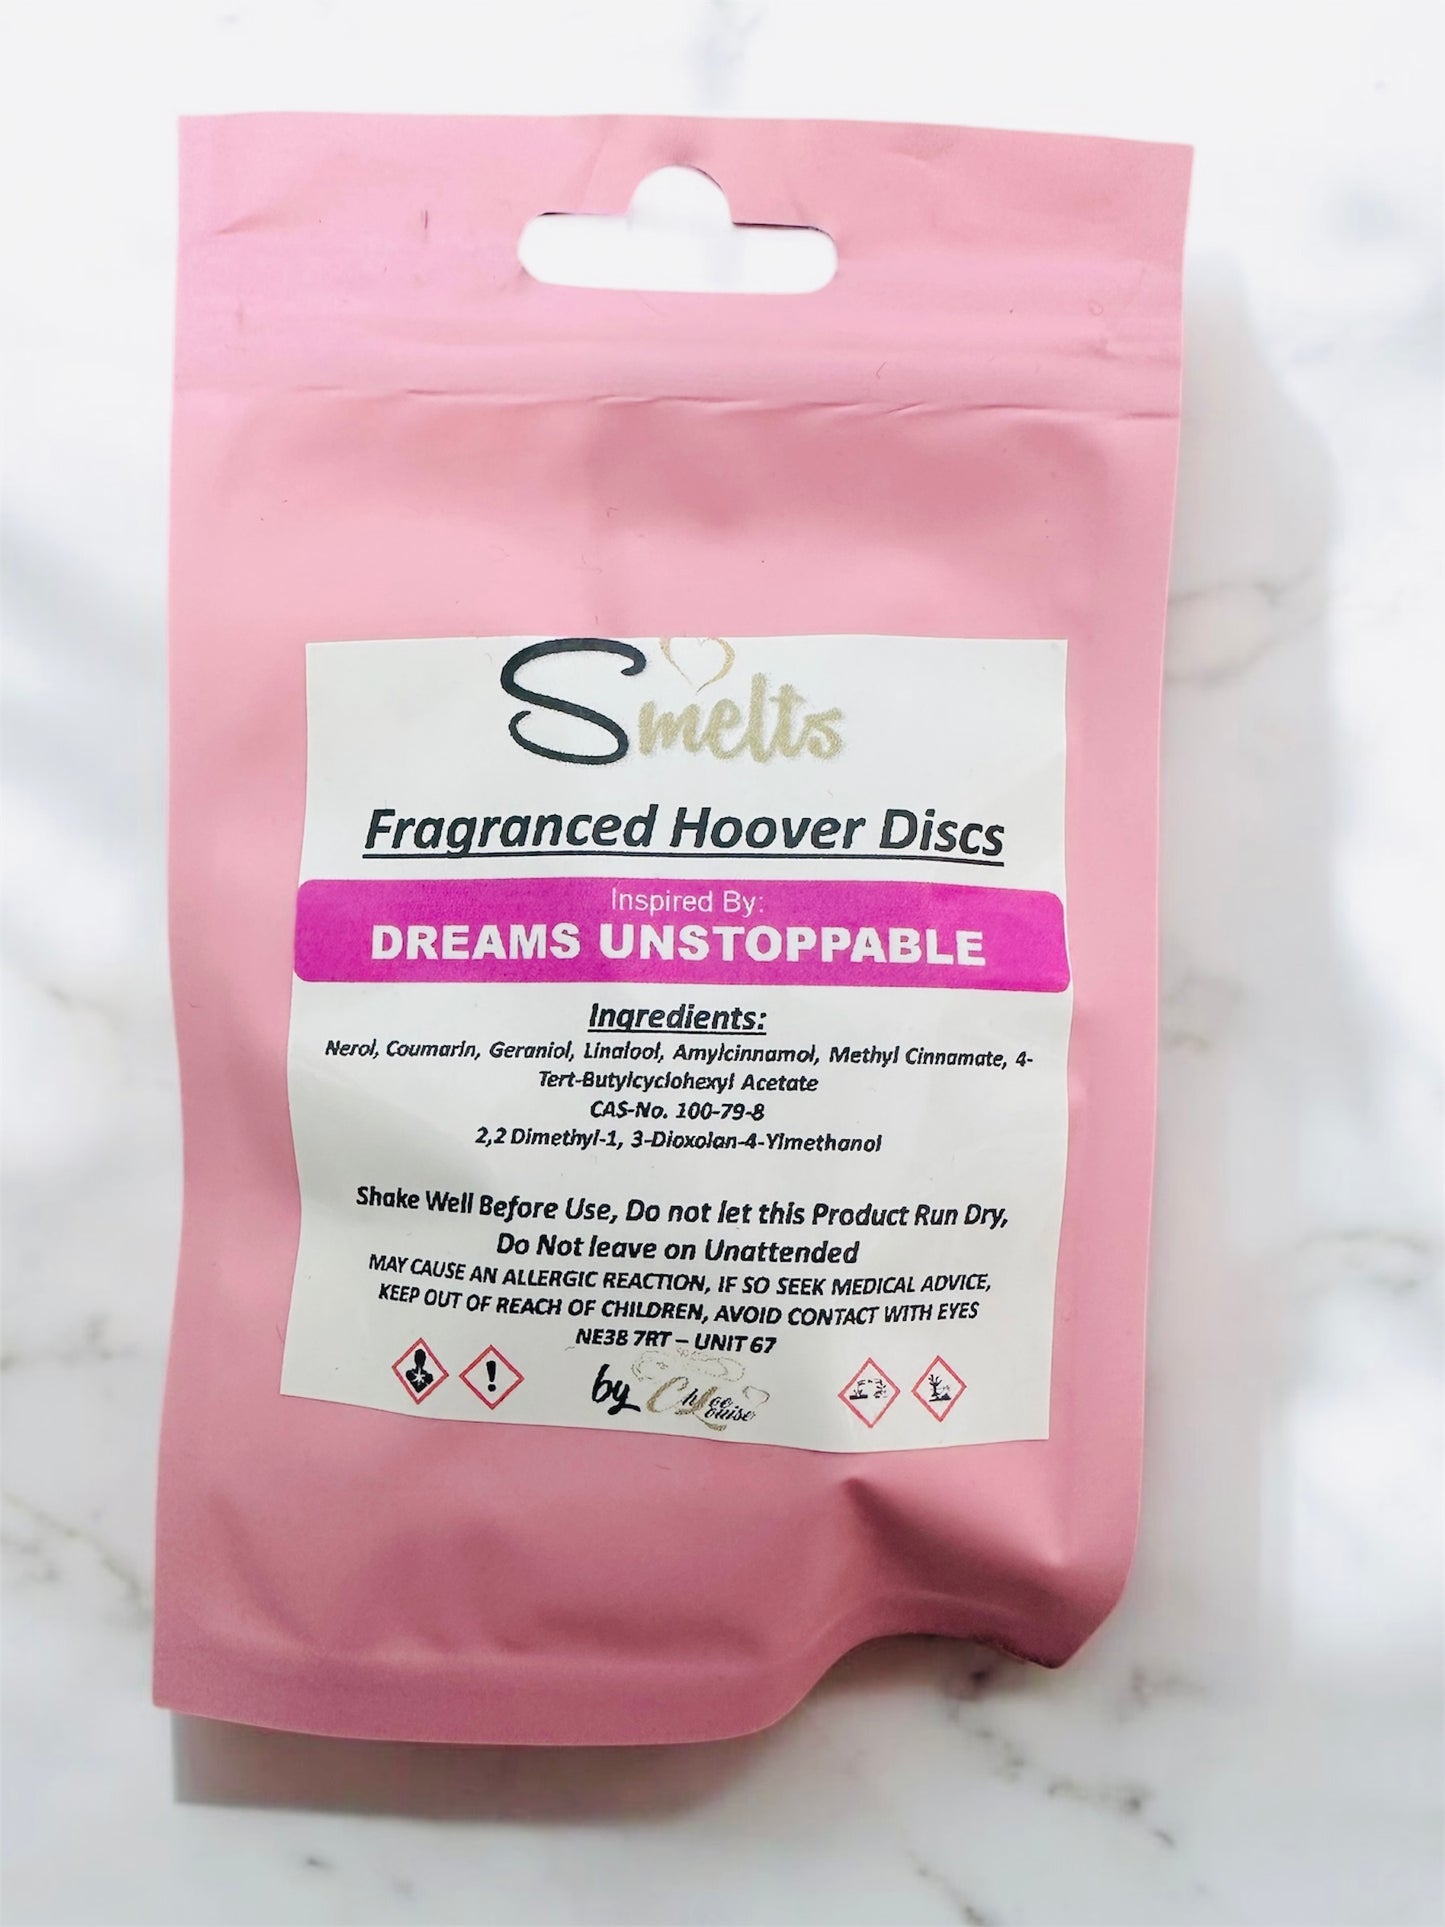 Smelts
Fragranced Hoover Discs
Inspired By:
DREAMS UNSTOPPABLE
Ingredients:
Nerol, Coumarin, Geraniol, Linalool, Amylcinnamol, Methyl Cinnamate, 4-
Tert-Butylcyclohexyl Acetate
CAS-No. 100-79-8
2,2 Dimethyl-1, 3-Dioxolan-4-Ylmethanol
Shake Well Before Use, Do not let this Product Run Dry,
Do Not leave on Unattended
MAY CAUSE AN ALLERGIC REACTION, IF SO SEEK MEDICAL ADVICE,
KEEP OUT OF REACH OF CHILDREN, AVOID CONTACT WITH EYES
NE38 7RT – UNIT 67
by Chloe
Louise